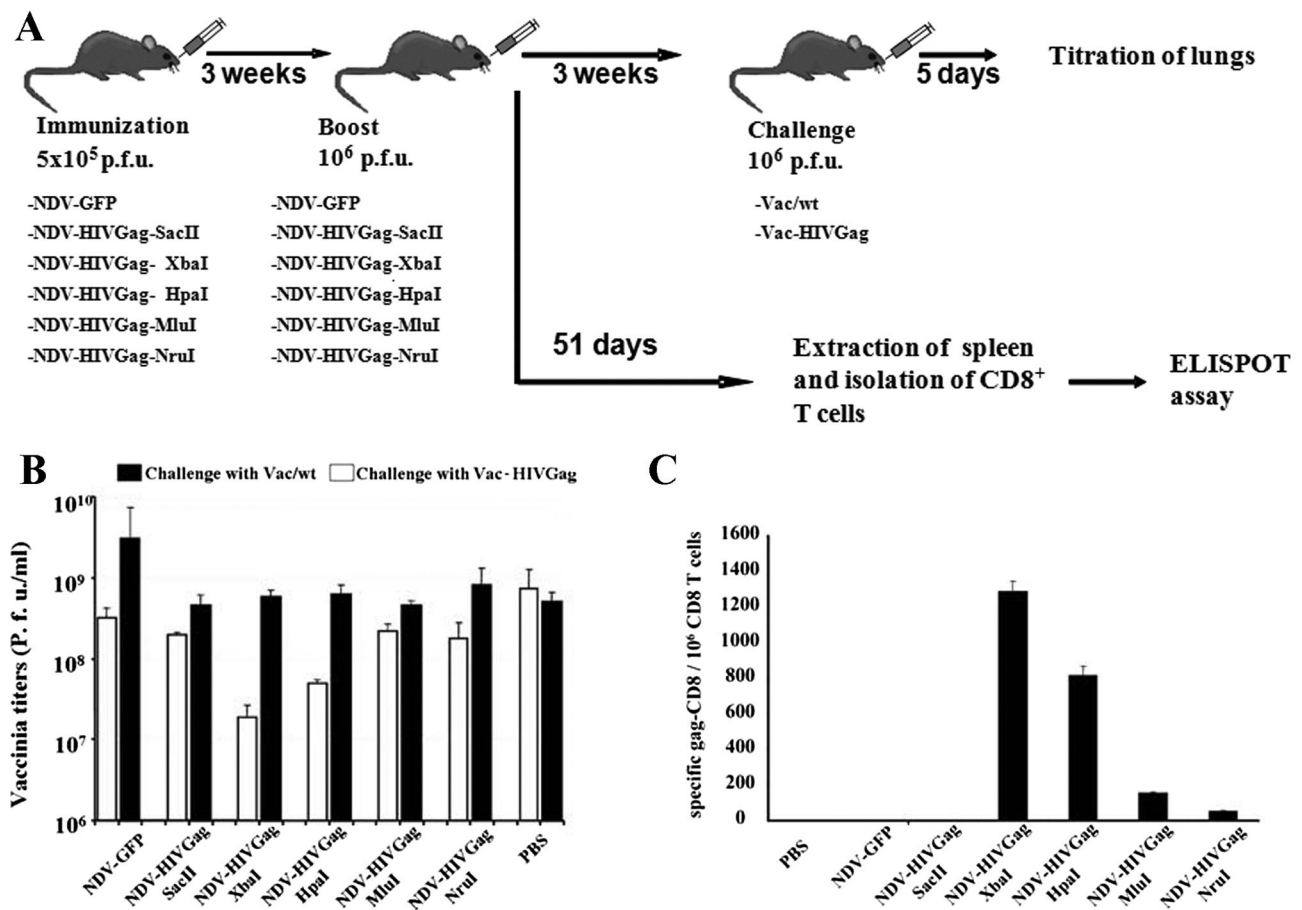 A
3 weeks
3 weeks
5 days
Titration of lungs
Immunization
5x10⁵ p.f.u.
Boost
10⁶ p.f.u.
Challenge
10⁶ p.f.u.
-NDV-GFP
-NDV-HIVGag-SacII
-NDV-HIVGag- XbaI
-NDV-HIVGag- HpaI
-NDV-HIVGag-MluI
-NDV-HIVGag-NruI
-NDV-GFP
-NDV-HIVGag-SacII
-NDV-HIVGag-XbaI
-NDV-HIVGag-HpaI
-NDV-HIVGag-MluI
-NDV-HIVGag-NruI
-Vac/wt
-Vac-HIVGag
51 days
Extraction of spleen
and isolation of CD8⁺
T cells
ELISPOT
assay
B
Challenge with Vac/wt
Challenge with Vac-HIVGag
Vaccinia titers (P. f. u./ml)
10¹⁰
10⁹
10⁸
10⁷
10⁶
NDV-GFP
NDV-HIVGag
SacII
NDV-HIVGag
XbaI
NDV-HIVGag
HpaI
NDV-HIVGag
MluI
NDV-HIVGag
NruI
PBS
C
specific gag-CD8 / 10⁶ CD8 T cells
1600
1400
1200
1000
800
600
400
200
0
PBS
NDV-GFP
NDV-HIVGag
SacII
NDV-HIVGag
XbaI
NDV-HIVGag
HpaI
NDV-HIVGag
MluI
NDV-HIVGag
NruI